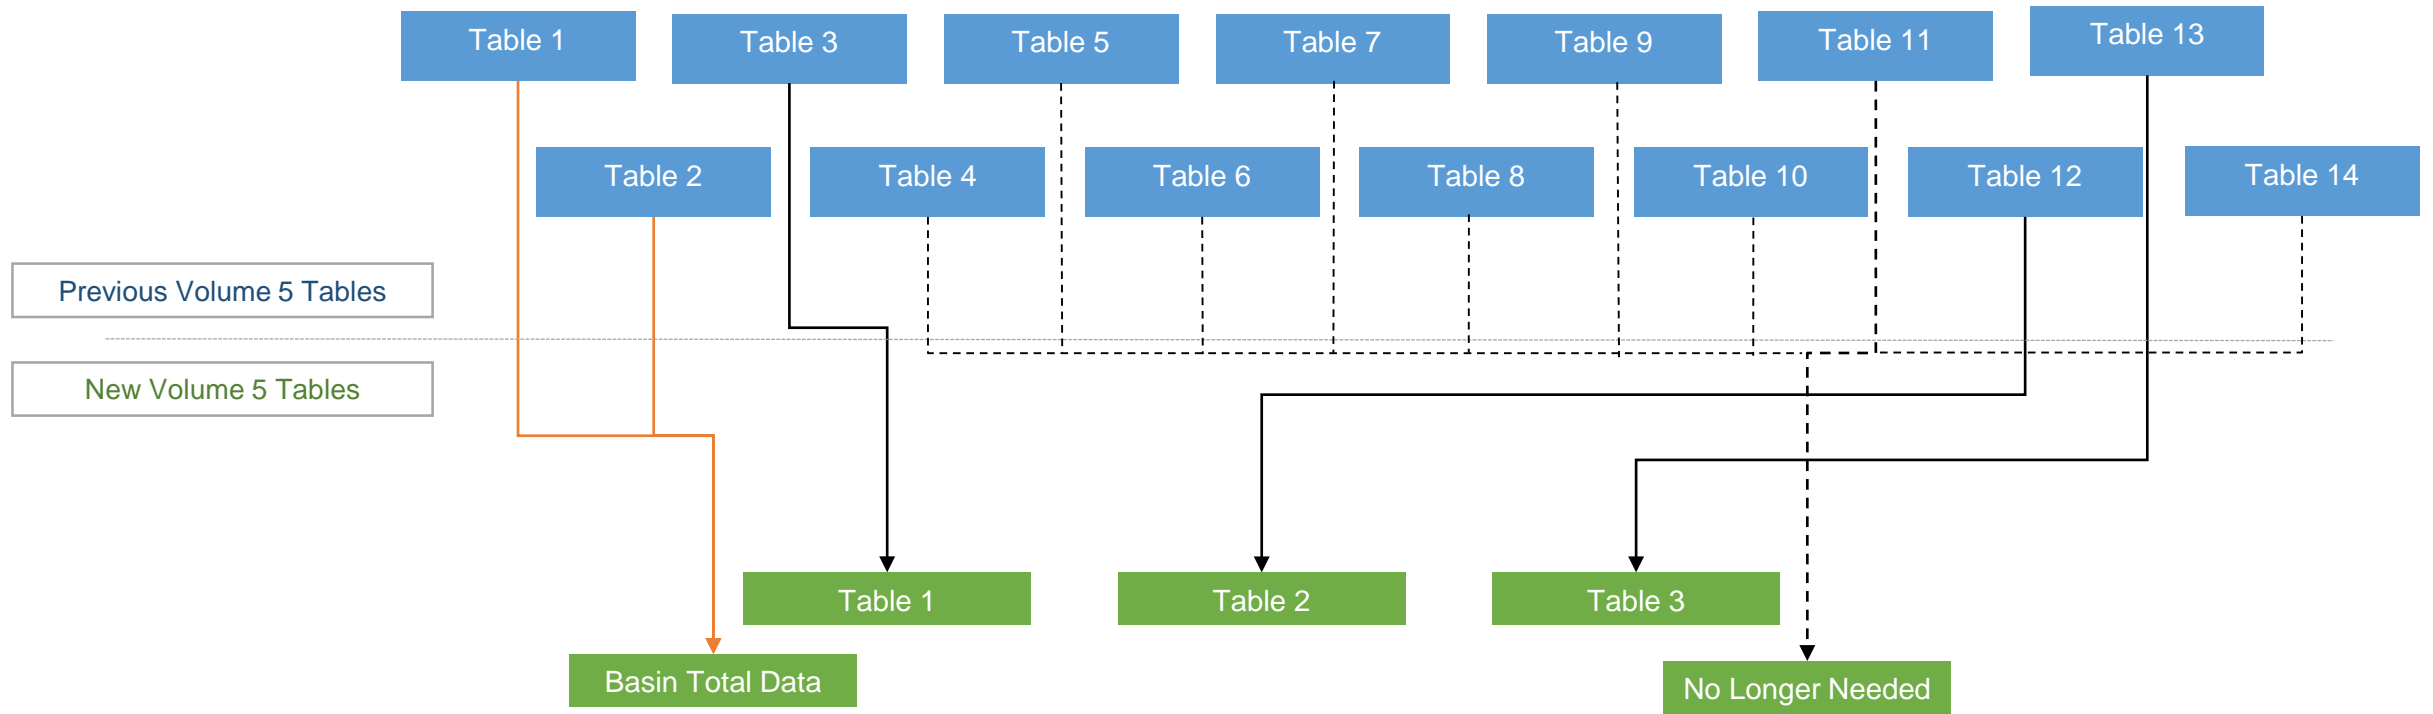 Table 1
Table 3
Table 5
Table 7
Table 9
Table 11
Table 13
Table 2
Table 4
Table 6
Table 8
Table 10
Table 12
Table 14
Previous Volume 5 Tables
New Volume 5 Tables
Table 1
Table 2
Table 3
Basin Total Data
No Longer Needed